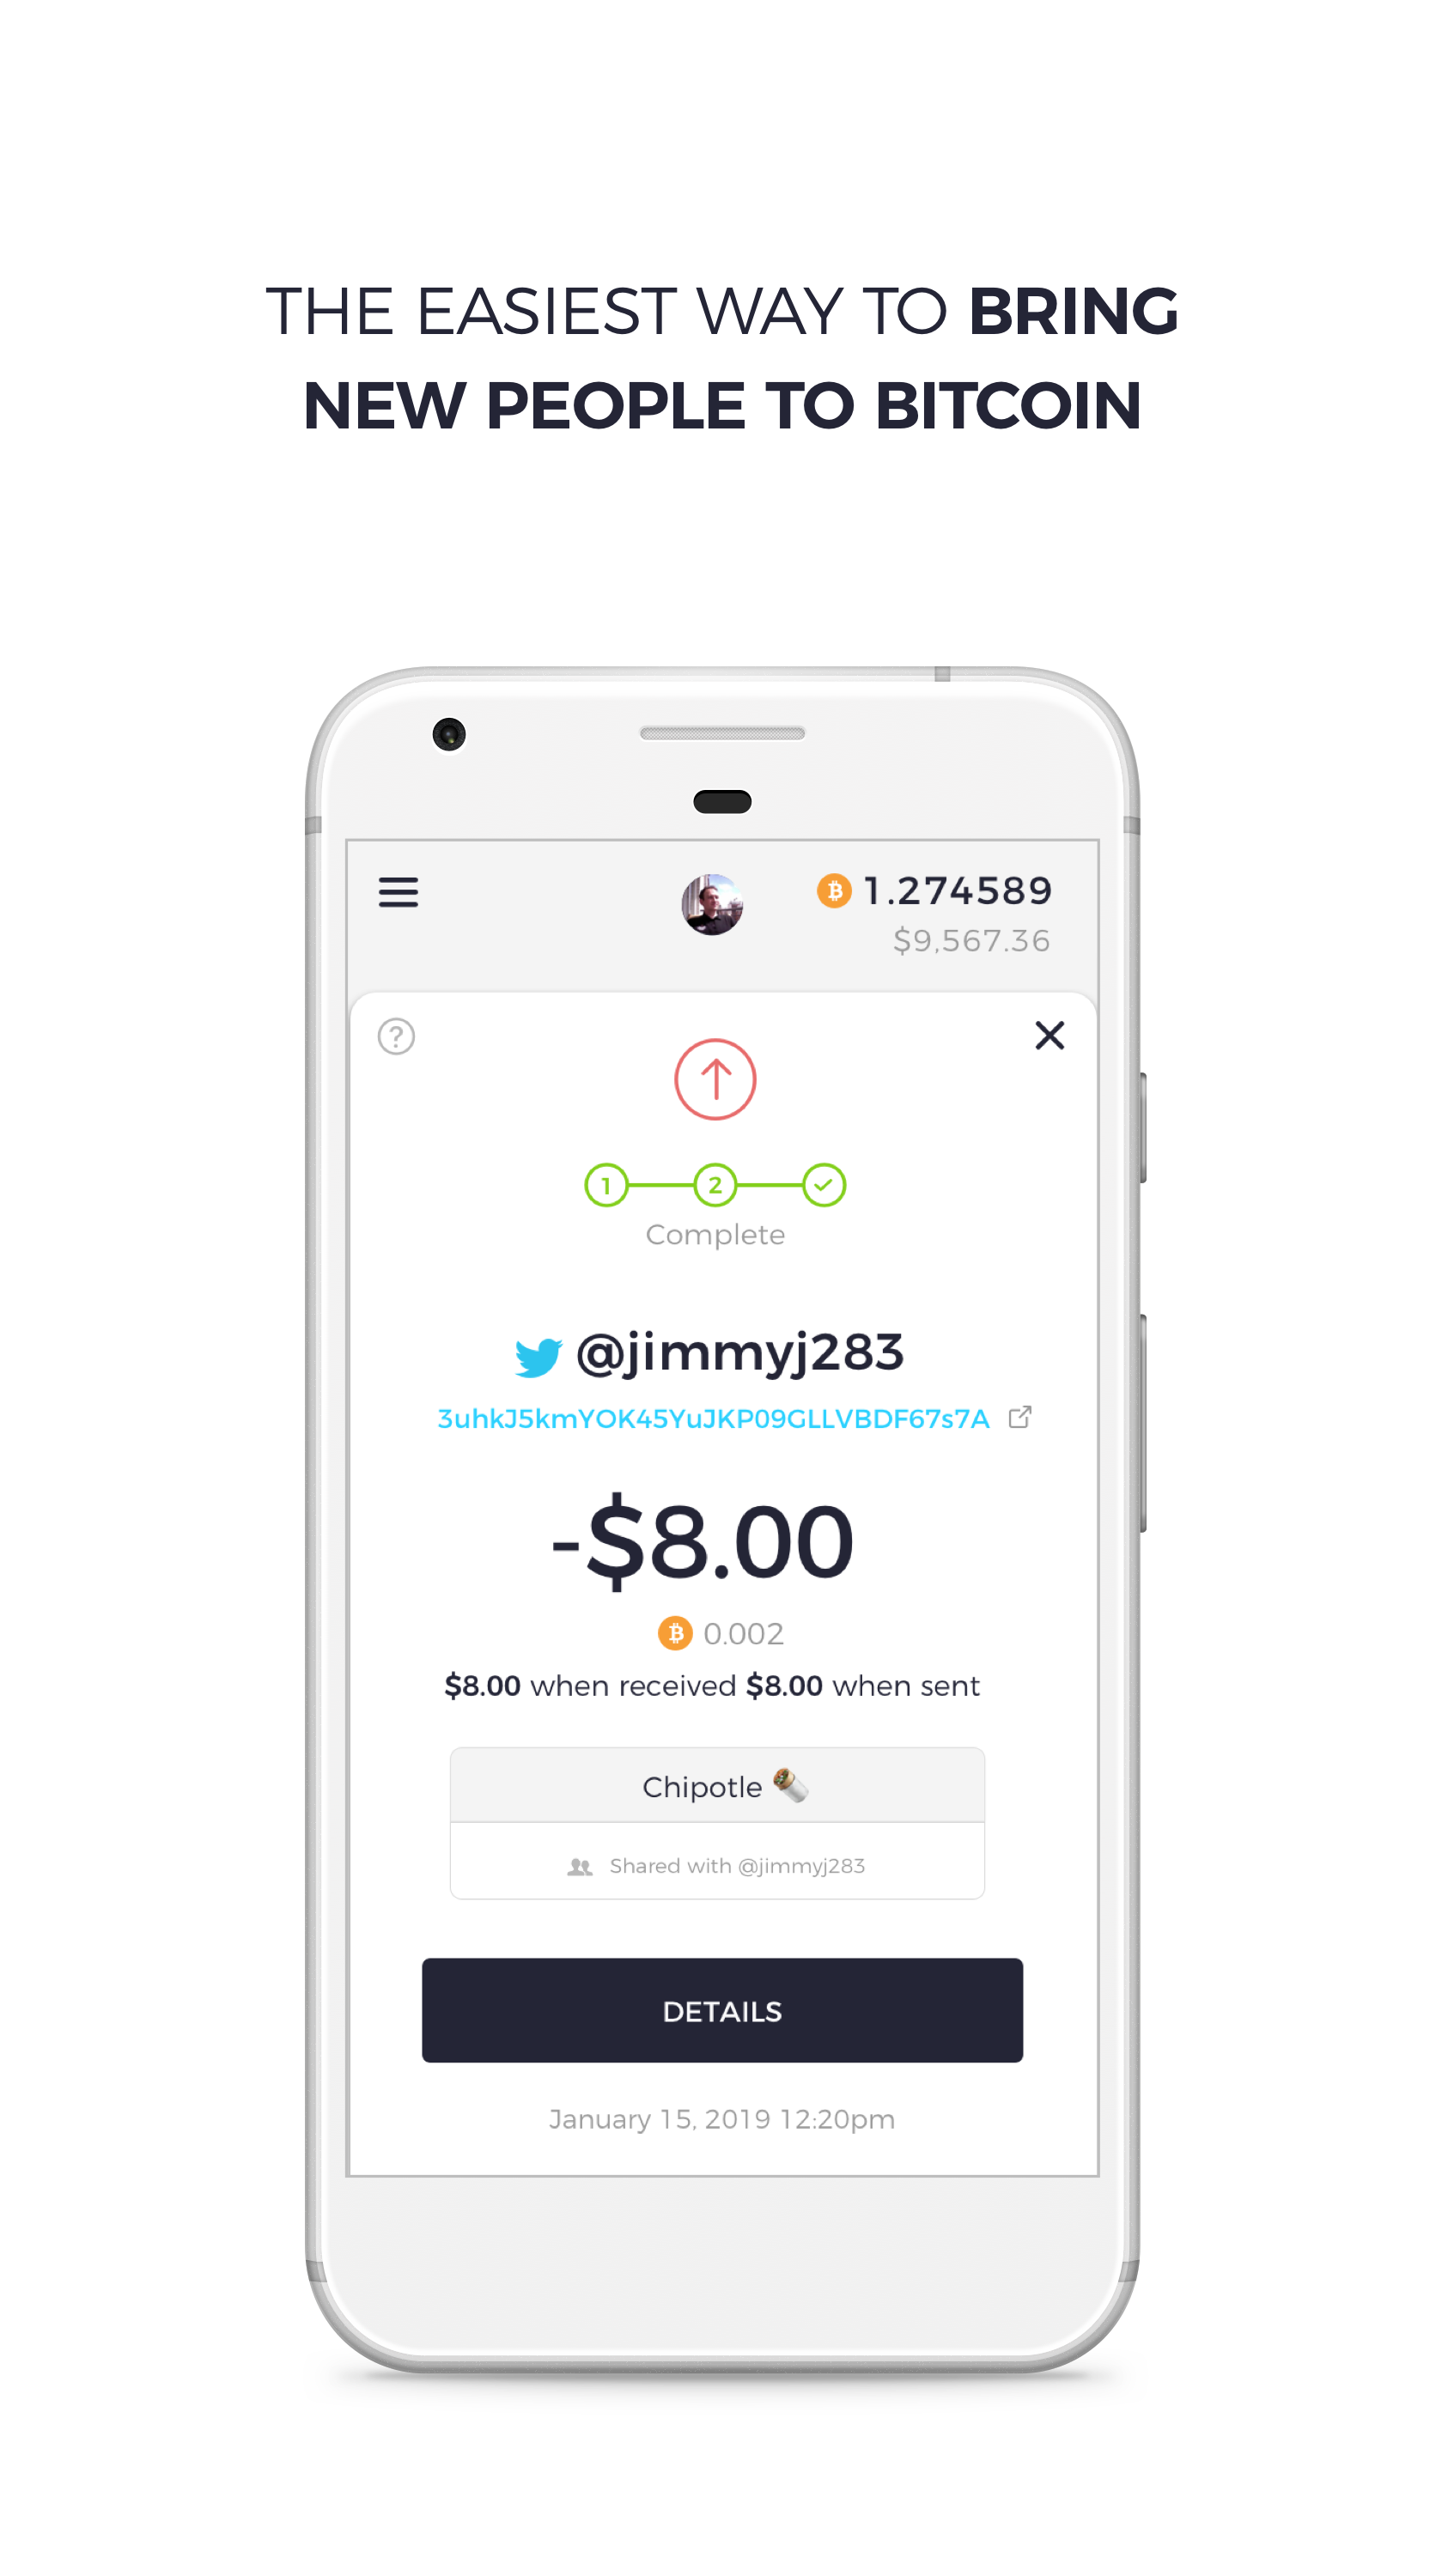 THE EASIEST WAY TO BRING
NEW PEOPLE TO BITCOIN
1.274589
$9,567.36
?
1 2
Complete
@jimmyj283
3uhkJ5kmYOK45YuJKP09GLLVBDF67s7A
-$8.00
0.002
$8.00 when received $8.00 when sent
Chipotle
Shared with @jimmyj283
DETAILS
January 15, 2019 12:20pm